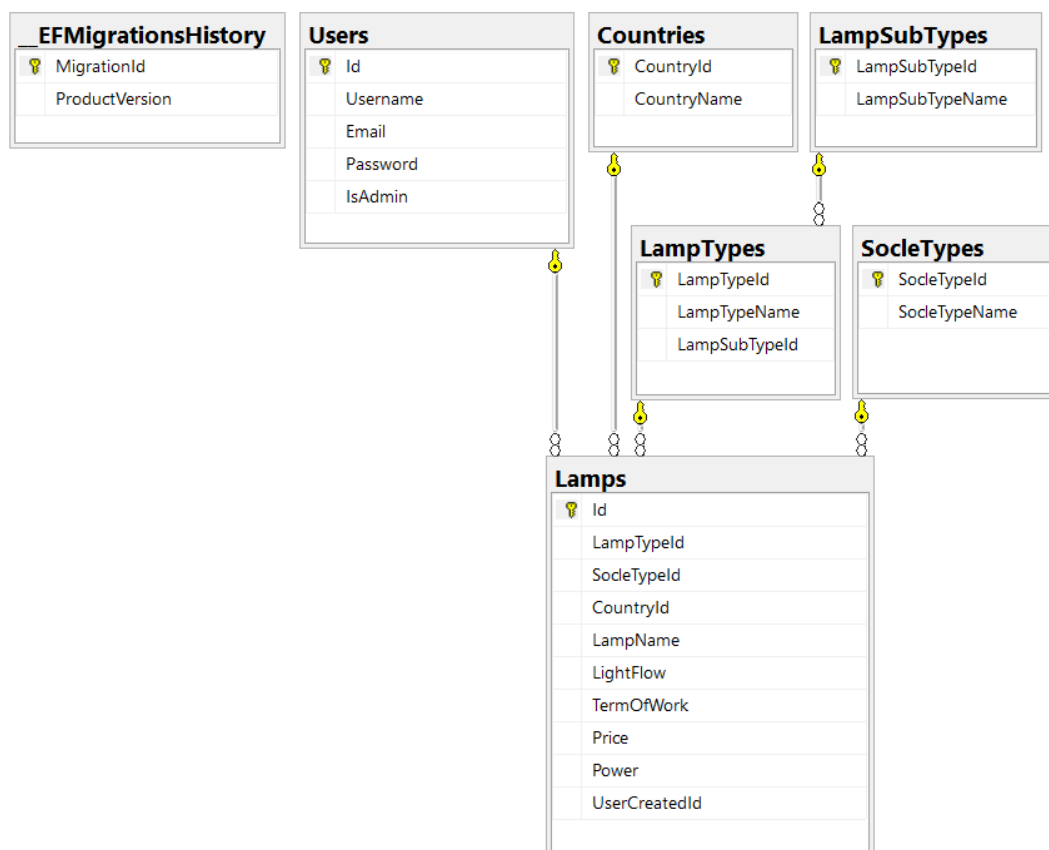 __EFMigrationsHistory
MigrationId
ProductVersion
Users
Id
Username
Email
Password
IsAdmin
Countries
CountryId
CountryName
LampSubTypes
LampSubTypeId
LampSubTypeName
LampTypes
LampTypeId
LampTypeName
LampSubTypeId
SocleTypes
SocleTypeId
SocleTypeName
Lamps
Id
LampTypeId
SocleTypeId
CountryId
LampName
LightFlow
TermOfWork
Price
Power
UserCreatedId